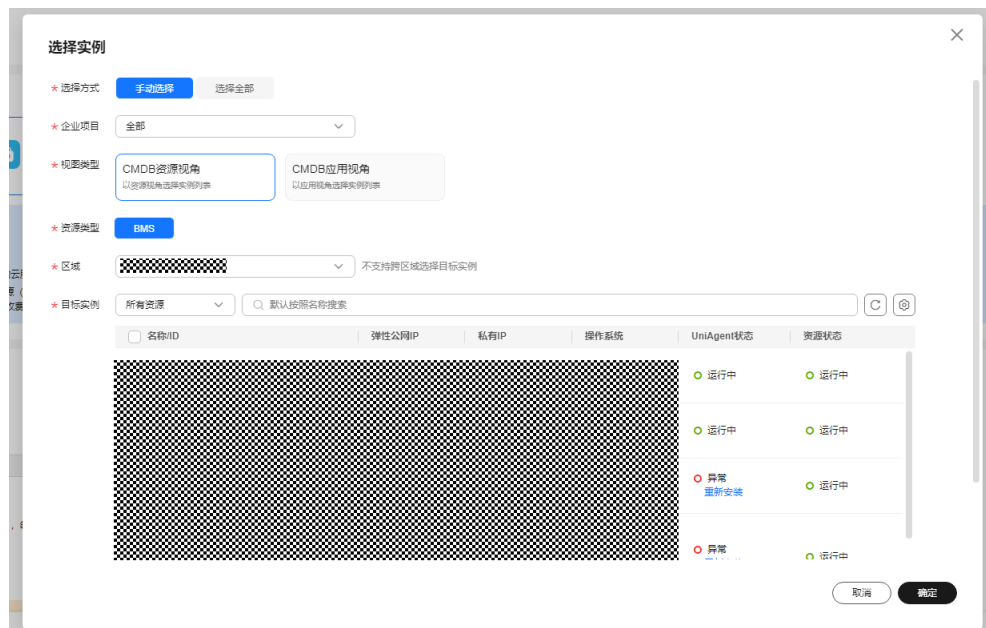 选择实例
* 选择方式 手动选择 选择全部
* 企业项目 全部
* 视图类型 CMDB资源视角 CMDB应用视角
以资源视角选择实例列表 以应用视角选择实例列表
* 资源类型 BMS
* 区域 不支持跨区域选择目标实例
* 目标实例 所有资源 默认按照名称搜索
名称/ID 弹性公网IP 私有IP 操作系统 UniAgent状态 资源状态
运行中 运行中
运行中 运行中
异常 运行中
重新安装
异常 运行中
取消 确定